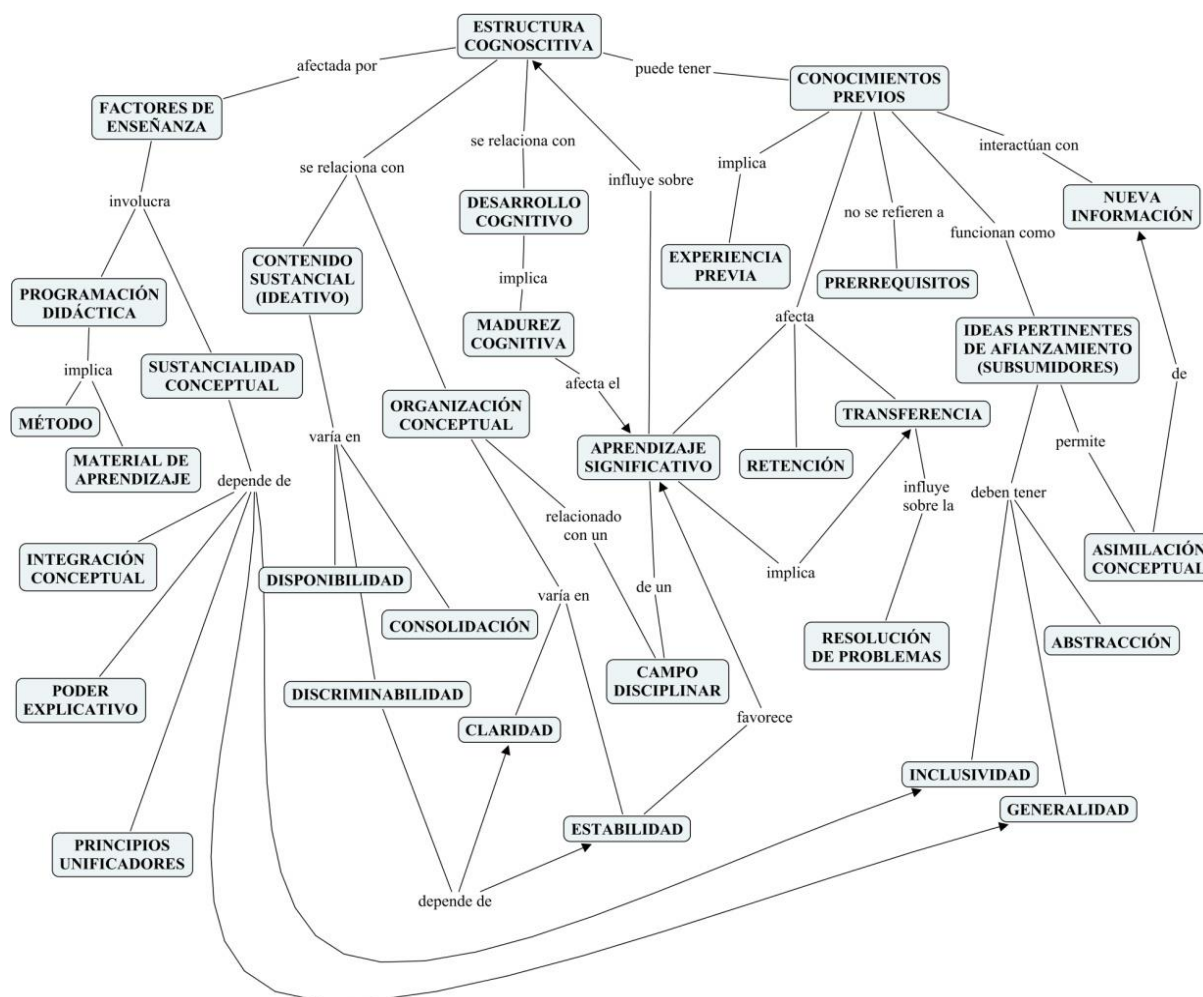 ESTRUCTURA
COGNOSCITIVA
afectada por
puede tener
CONOCIMIENTOS
PREVIOS
FACTORES DE
ENSEÑANZA
se relaciona con
interactúan con
se relaciona con
implica
influye sobre
involucra
DESARROLLO
COGNITIVO
no se refieren a
NUEVA
INFORMACIÓN
funcionan como
CONTENIDO
SUSTANCIAL
(IDEATIVO)
EXPERIENCIA
PREVIA
implica
PRERREQUISITOS
PROGRAMACIÓN
DIDÁCTICA
MADUREZ
COGNITIVA
afecta
IDEAS PERTINENTES
DE AFIANZAMIENTO
(SUBSUMIDORES)
SUSTANCIALIDAD
CONCEPTUAL
implica
afecta el
de
MÉTODO
ORGANIZACIÓN
CONCEPTUAL
TRANSFERENCIA
varía en
permite
MATERIAL DE
APRENDIZAJE
APRENDIZAJE
SIGNIFICATIVO
RETENCIÓN
depende de
influye
sobre la
deben tener
relacionado
con un
INTEGRACIÓN
CONCEPTUAL
ASIMILACIÓN
CONCEPTUAL
DISPONIBILIDAD
implica
varía en
de un
CONSOLIDACIÓN
RESOLUCIÓN
DE PROBLEMAS
ABSTRACCIÓN
PODER
EXPLICATIVO
DISCRIMINABILIDAD
CAMPO
DISCIPLINAR
CLARIDAD
favorece
INCLUSIVIDAD
GENERALIDAD
ESTABILIDAD
PRINCIPIOS
UNIFICADORES
depende de